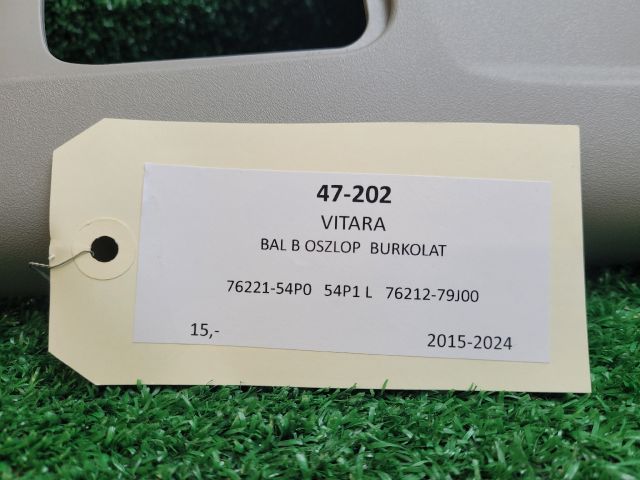 47-202
VITARA
BAL B OSZLOP BURKOLAT
76221-54P0 54P1 L 76212-79J00
15,- 2015-2024